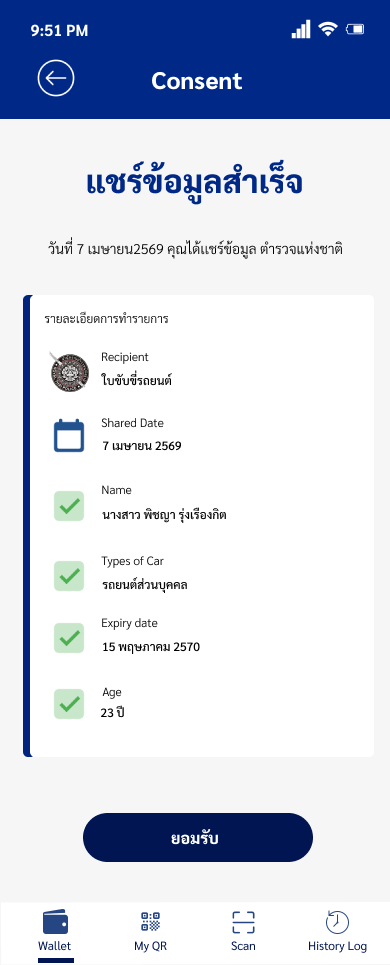 9:51 PM
Consent
แชร์ข้อมูลสำเร็จ
วันที่ 7 เมษายน2569 คุณได้แชร์ข้อมูล ตำรวจแห่งชาติ
รายละเอียดการทำรายการ
Recipient
ใบขับขี่รถยนต์
Shared Date
7 เมษายน 2569
Name
นางสาว พิชญา รุ่งเรืองกิต
Types of Car
รถยนต์ส่วนบุคคล
Expiry date
15 พฤษภาคม 2570
Age
23 ปี
ยอมรับ
Wallet
My QR
Scan
History Log